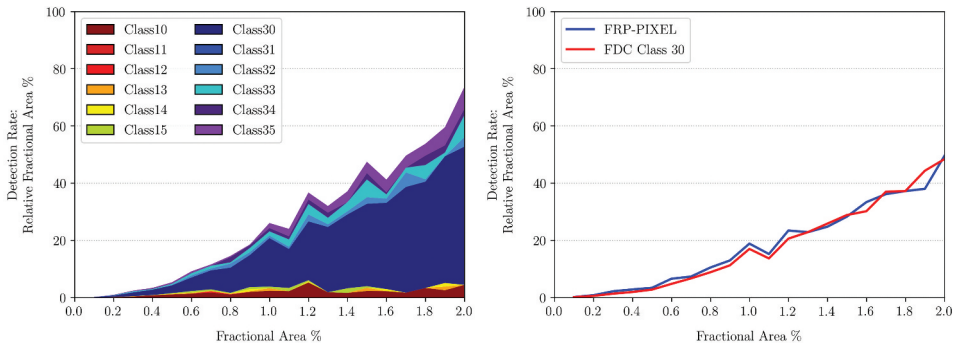 100
80
60
40
20
0
Detection Rate:
Relative Fractional Area %
Class10
Class11
Class12
Class13
Class14
Class15
Class30
Class31
Class32
Class33
Class34
Class35
0.0 0.2 0.4 0.6 0.8 1.0 1.2 1.4 1.6 1.8 2.0
Fractional Area %
100
80
60
40
20
0
Detection Rate:
Relative Fractional Area %
FRP-PIXEL
FDC Class 30
0.0 0.2 0.4 0.6 0.8 1.0 1.2 1.4 1.6 1.8 2.0
Fractional Area %